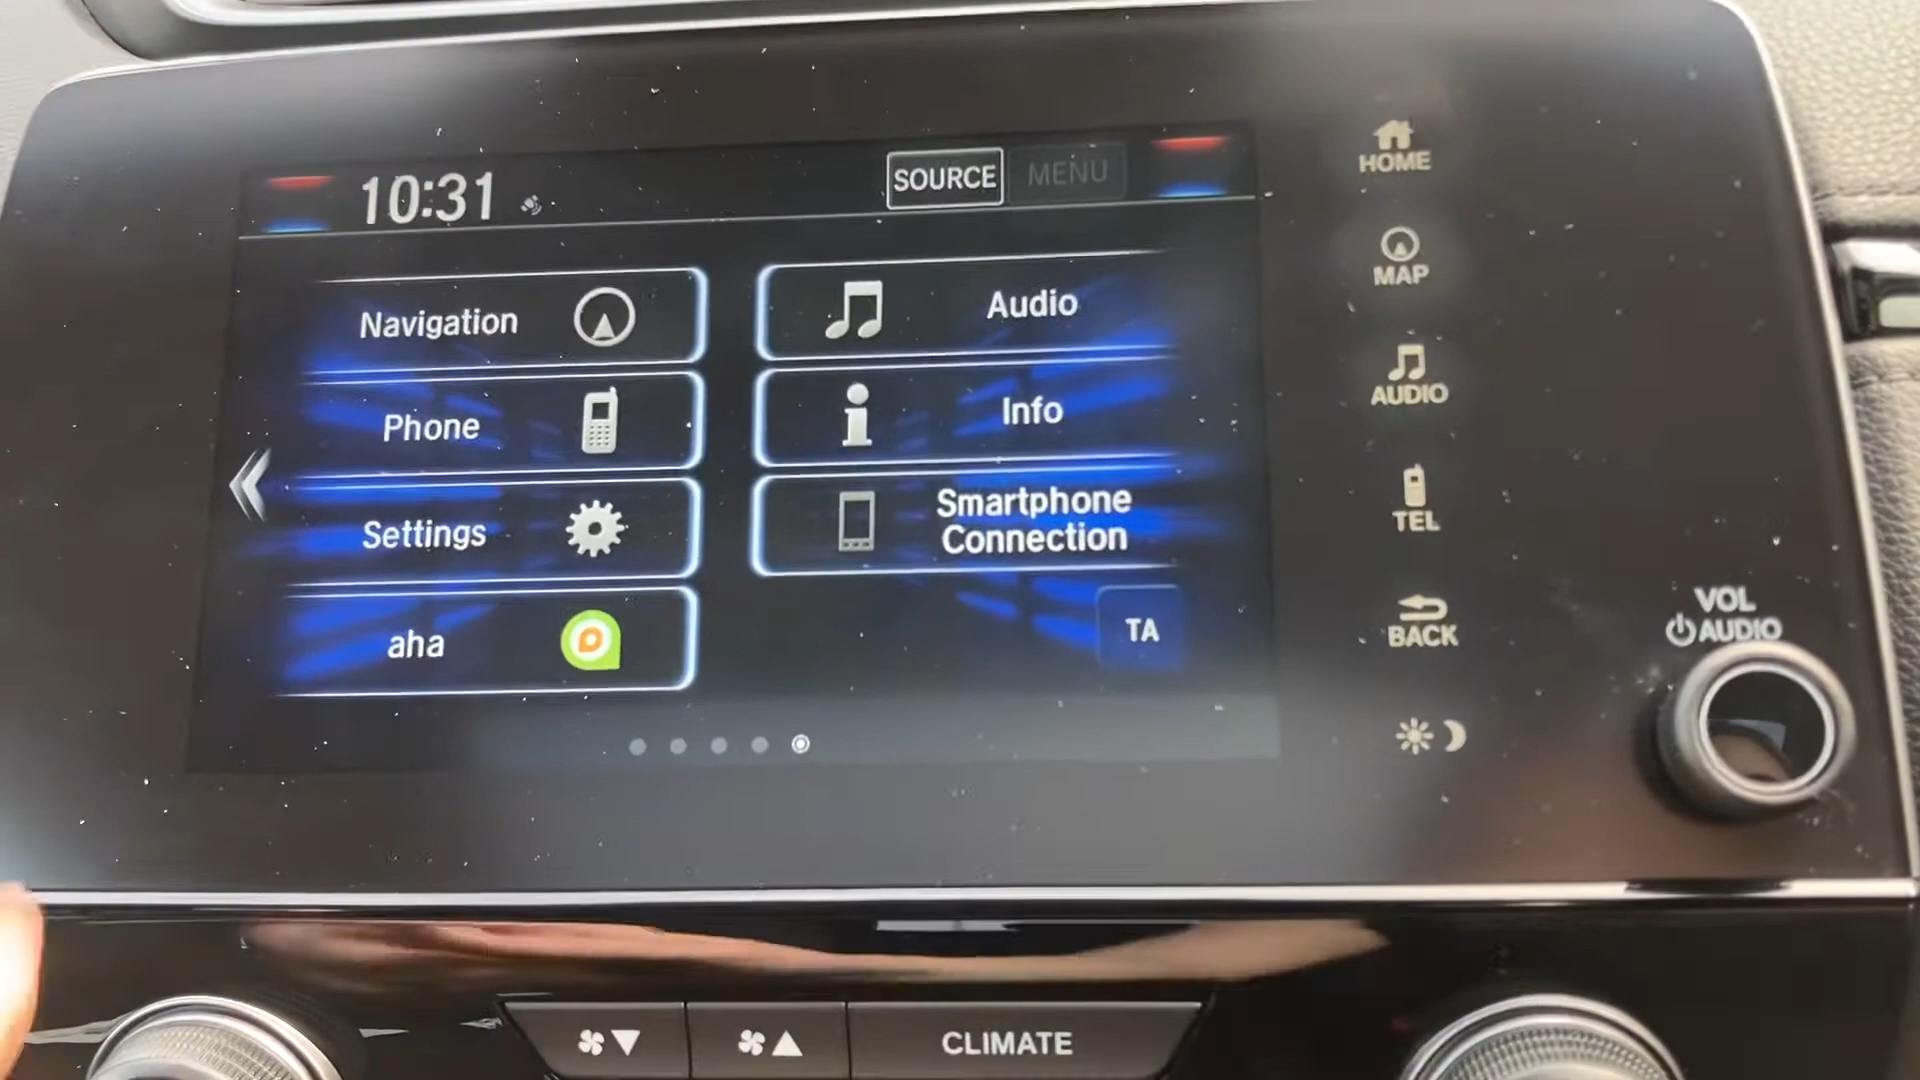 10:31
SOURCE
MENU
Navigation
Audio
Phone
Info
Settings
Smartphone
Connection
aha
TA
HOME
MAP
AUDIO
TEL
BACK
VOL
AUDIO
CLIMATE